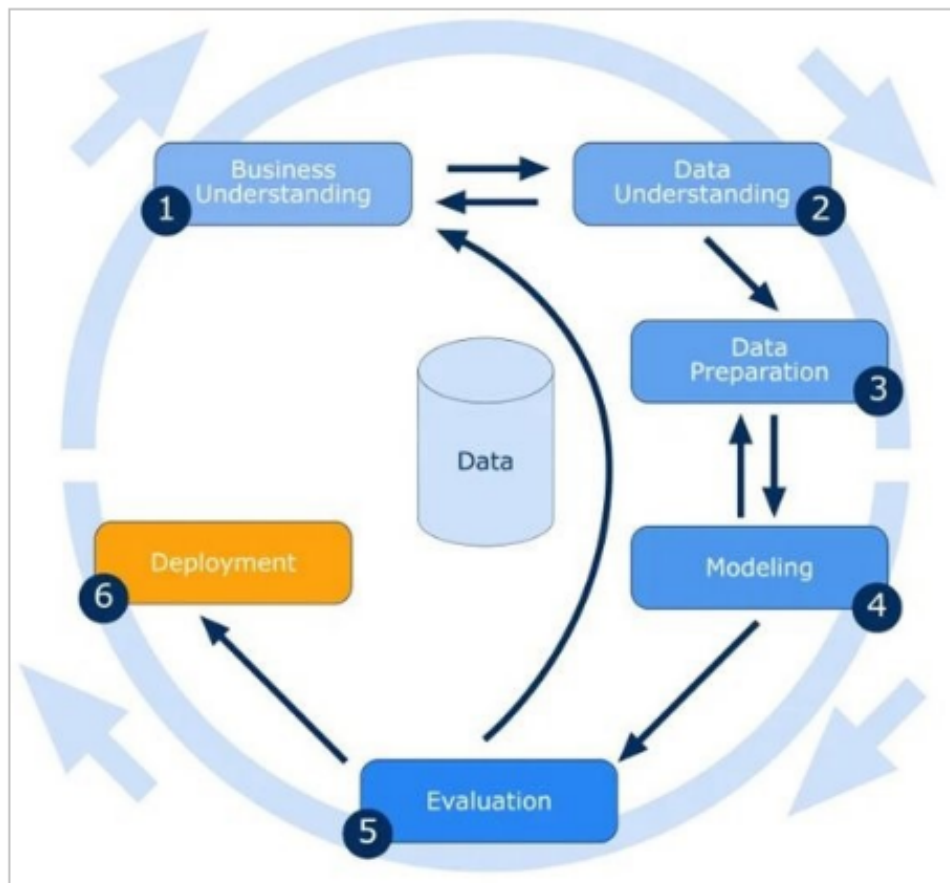 Business
Understanding
1
Data
Understanding
2
Data
Preparation
3
Data
Modeling
4
Deployment
6
Evaluation
5